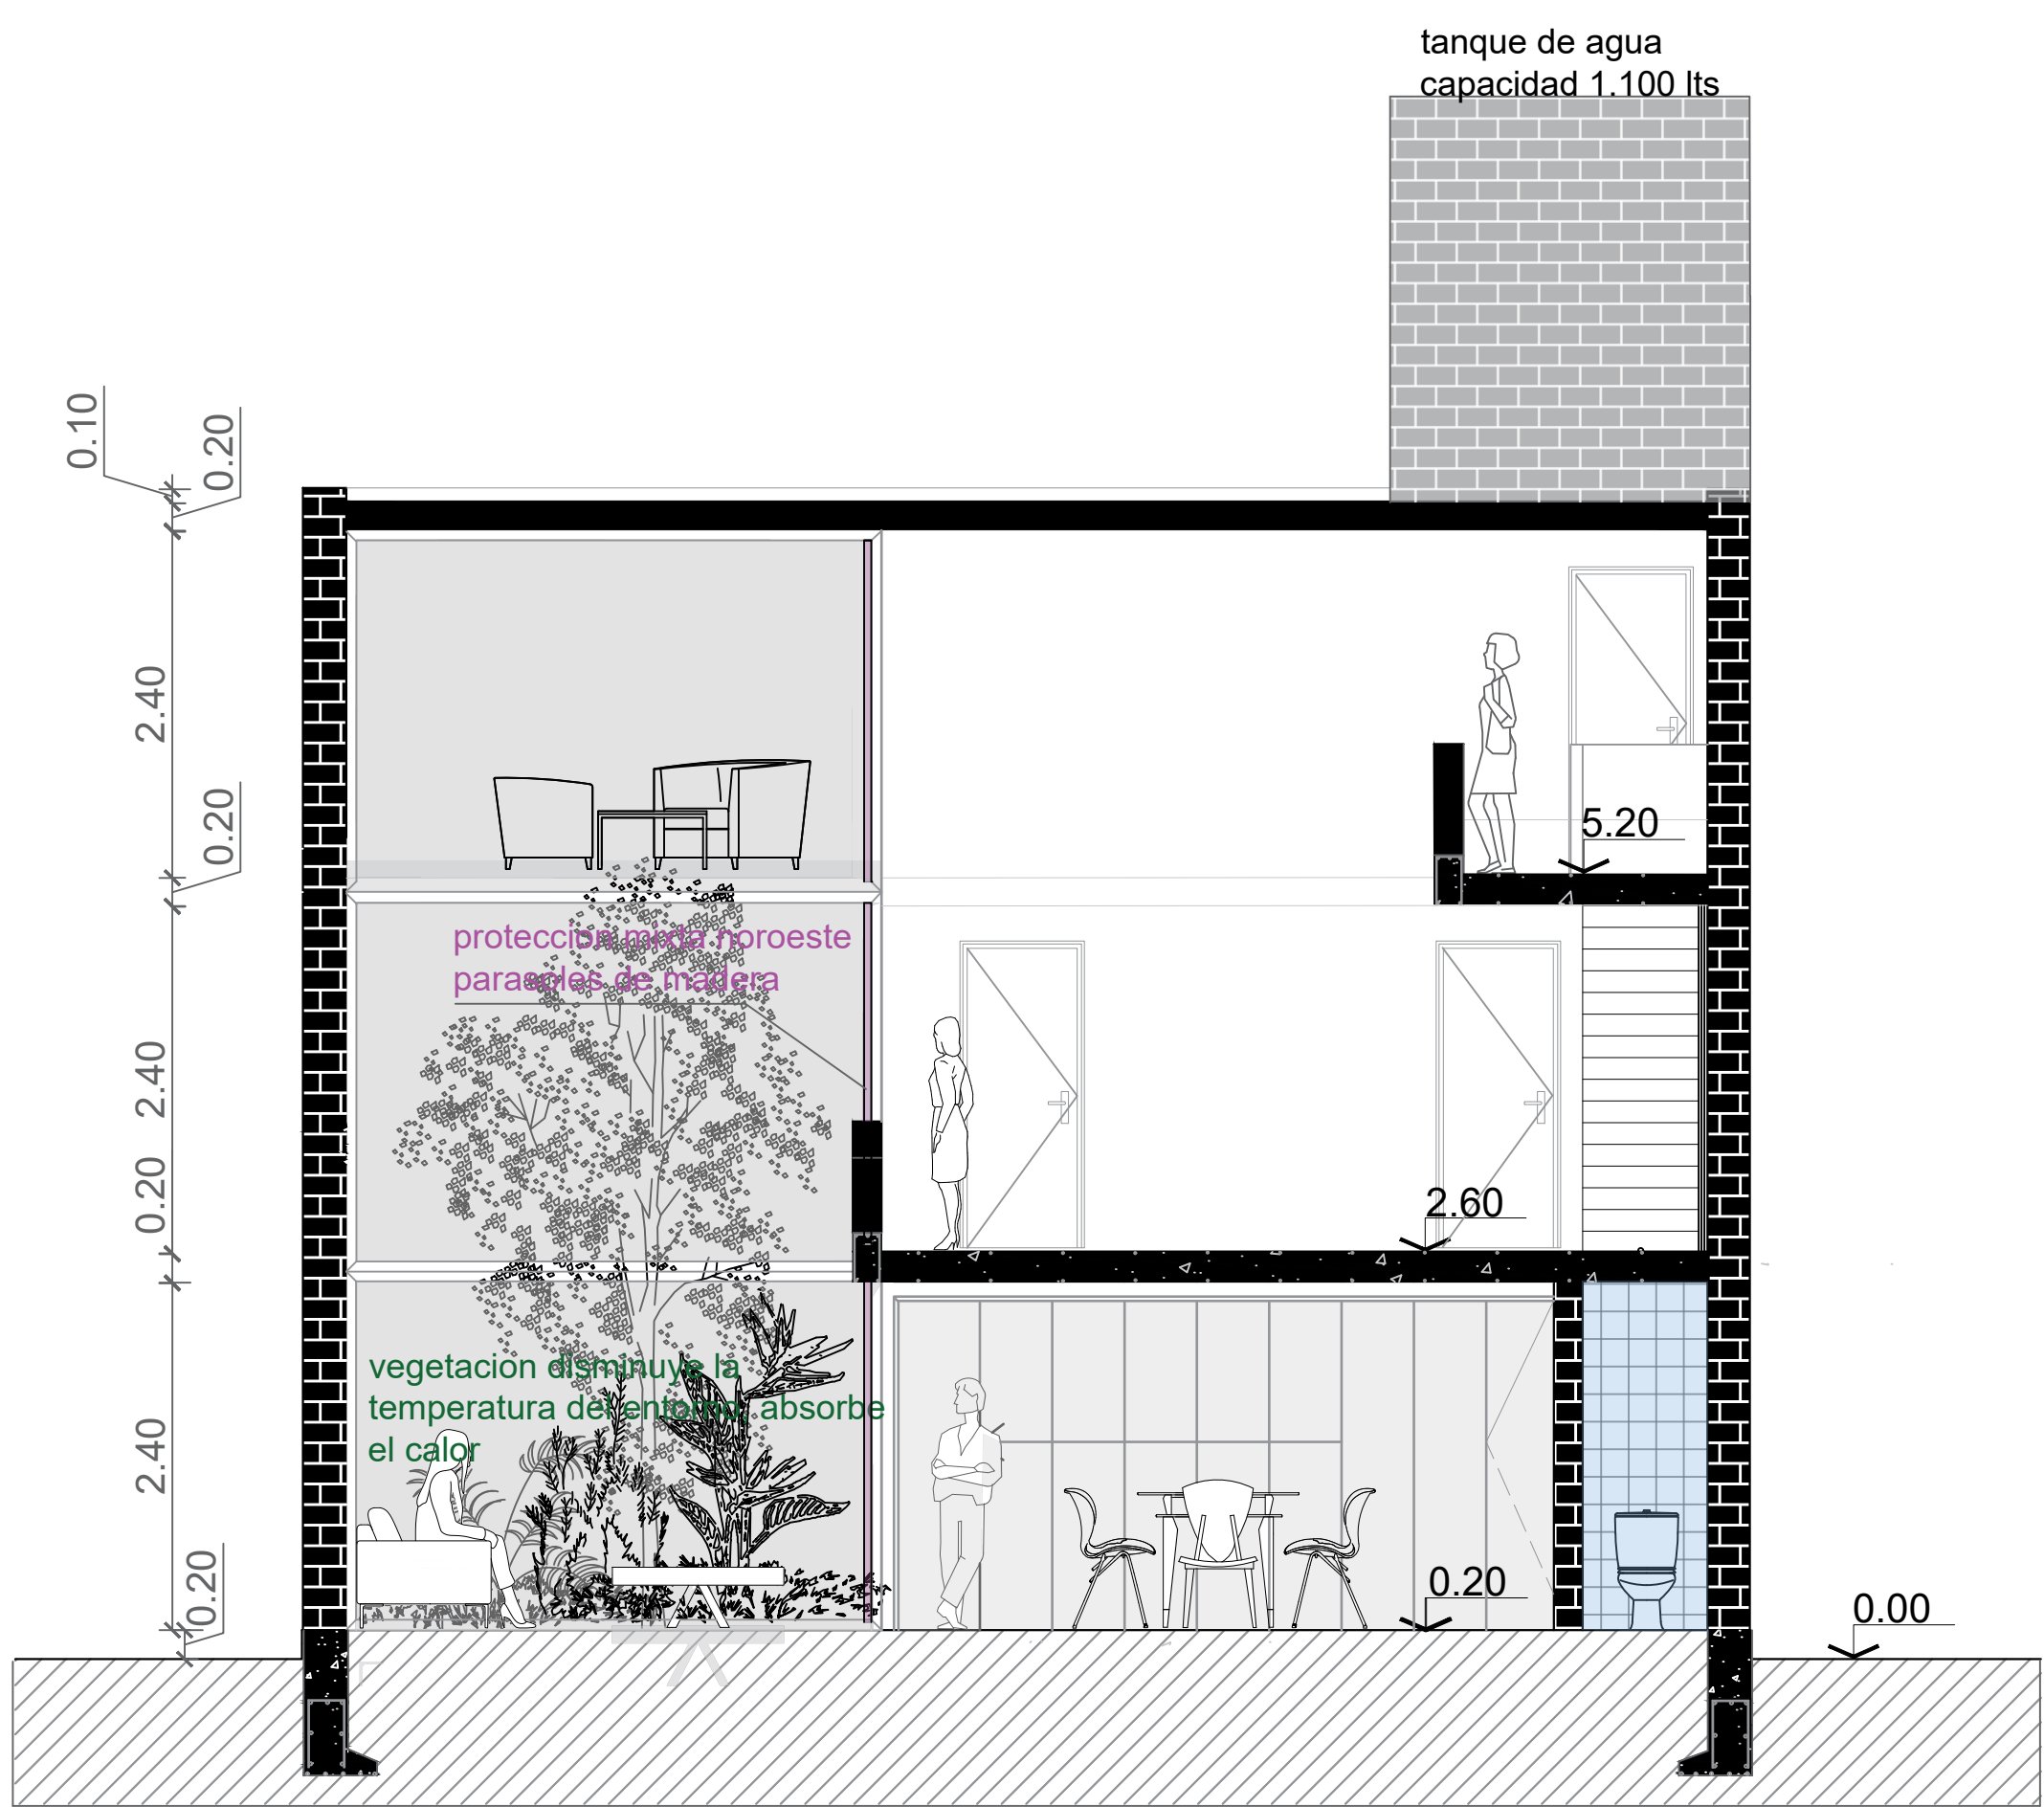 tanque de agua
capacidad 1.100 lts
0.10
0.20
2.40
0.20
5.20
proteccion mixta noroeste
parasoles de madera
2.40
0.20
2.60
vegetacion disminuye la
temperatura del entorno, absorbe
el calor
2.40
0.20
0.20
0.00